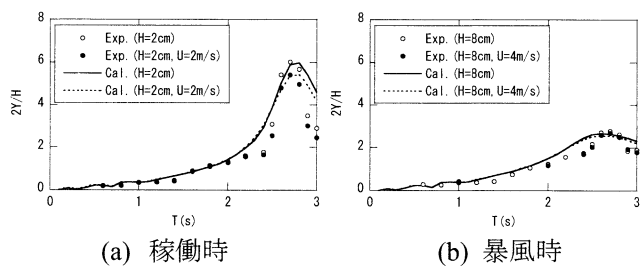 8
6
4
2
0
2Y/H
○ Exp. (H=2cm)
● Exp. (H=2cm, U=2m/s)
Cal. (H=2cm)
Cal. (H=2cm, U=2m/s)
0 1 2 3
T(s)
(a) 稼働時
8
6
4
2
0
2Y/H
○ Exp. (H=8cm)
● Exp. (H=8cm, U=4m/s)
Cal. (H=8cm)
Cal. (H=8cm, U=4m/s)
0 1 2 3
T(s)
(b) 暴風時